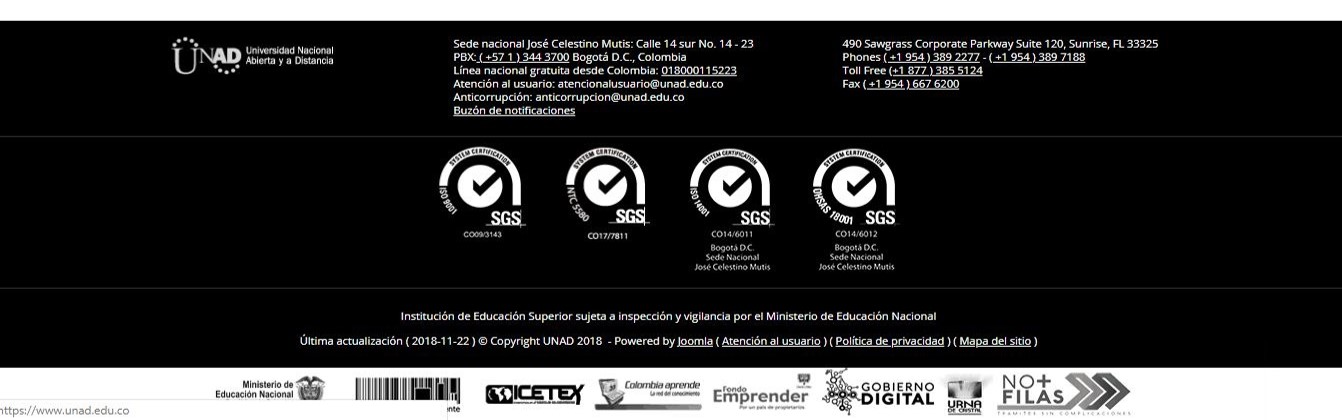 UNAD Universidad Nacional
Abierta y a Distancia
Sede nacional José Celestino Mutis: Calle 14 sur No. 14 - 23
PBX: ( +57 1 ) 344 3700 Bogotá D.C., Colombia
Línea nacional gratuita desde Colombia: 018000115223
Atención al usuario: atencionalusuario@unad.edu.co
Anticorrupción: anticorrupcion@unad.edu.co
Buzón de notificaciones
490 Sawgrass Corporate Parkway Suite 120, Sunrise, FL 33325
Phones ( +1 954 ) 389 2277 - ( +1 954 ) 389 7188
Toll Free (+1 877 ) 385 5124
Fax ( +1 954 ) 667 6200
SYSTEM CERTIFICATION
ISO 9001
SGS
CO09/3143
SYSTEM CERTIFICATION
NTC 5580
SGS
CO17/7811
SYSTEM CERTIFICATION
ISO 14001
SGS
CO14/6011
Bogotá D.C.
Sede Nacional
José Celestino Mutis
SYSTEM CERTIFICATION
OHSAS 18001
SGS
CO14/6012
Bogotá D.C.
Sede Nacional
José Celestino Mutis
Institución de Educación Superior sujeta a inspección y vigilancia por el Ministerio de Educación Nacional
Última actualización ( 2018-11-22 ) © Copyright UNAD 2018 - Powered by Joomla ( Atención al usuario ) ( Política de privacidad ) ( Mapa del sitio )
Ministerio de
Educación Nacional
nte
ICETEX
Colombia aprende
La red del conocimiento
Fondo
Emprender
Por un país de propietarios
GOBIERNO
DIGITAL
URNA
DE CRISTAL
NO+
FILAS
TRAMITES SIN COMPLICACIONES
https://www.unad.edu.co